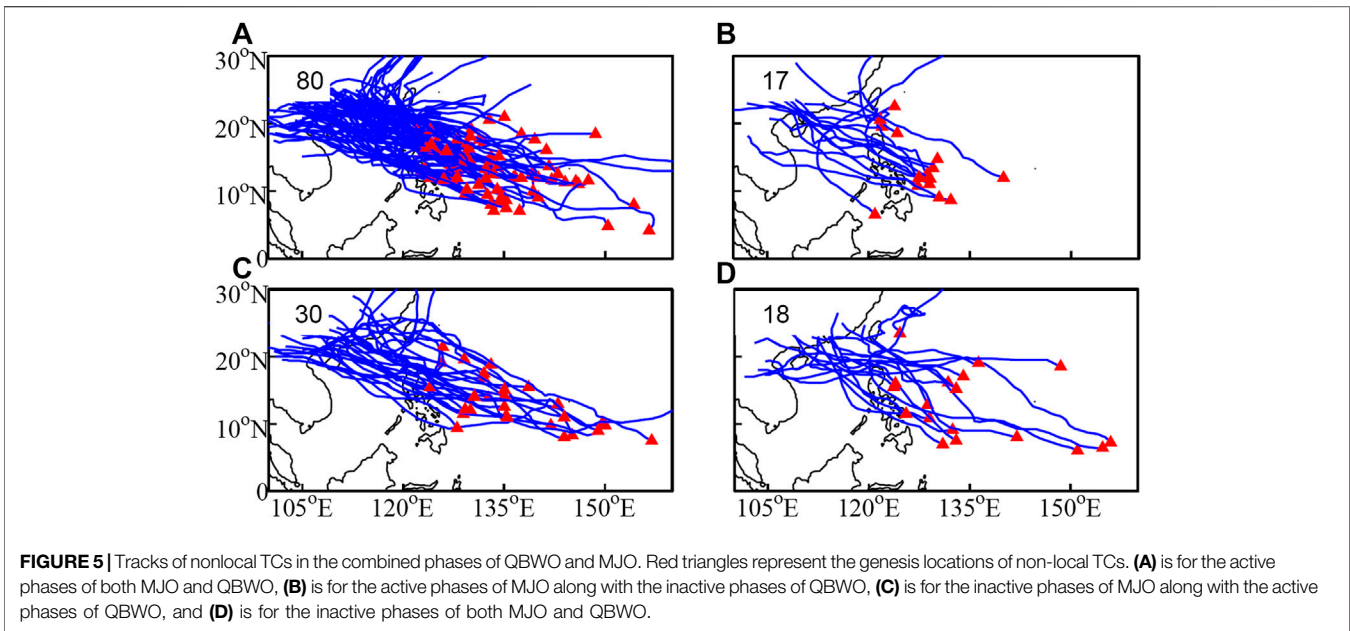 A
B
30°N
80
17
20°N
10°N
0
C
D
30°N
30
18
20°N
10°N
0
105°E 120°E 135°E 150°E 105°E 120°E 135°E 150°E
FIGURE 5 | Tracks of nonlocal TCs in the combined phases of QBWO and MJO. Red triangles represent the genesis locations of non-local TCs. (A) is for the active
phases of both MJO and QBWO, (B) is for the active phases of MJO along with the inactive phases of QBWO, (C) is for the inactive phases of MJO along with the active
phases of QBWO, and (D) is for the inactive phases of both MJO and QBWO.